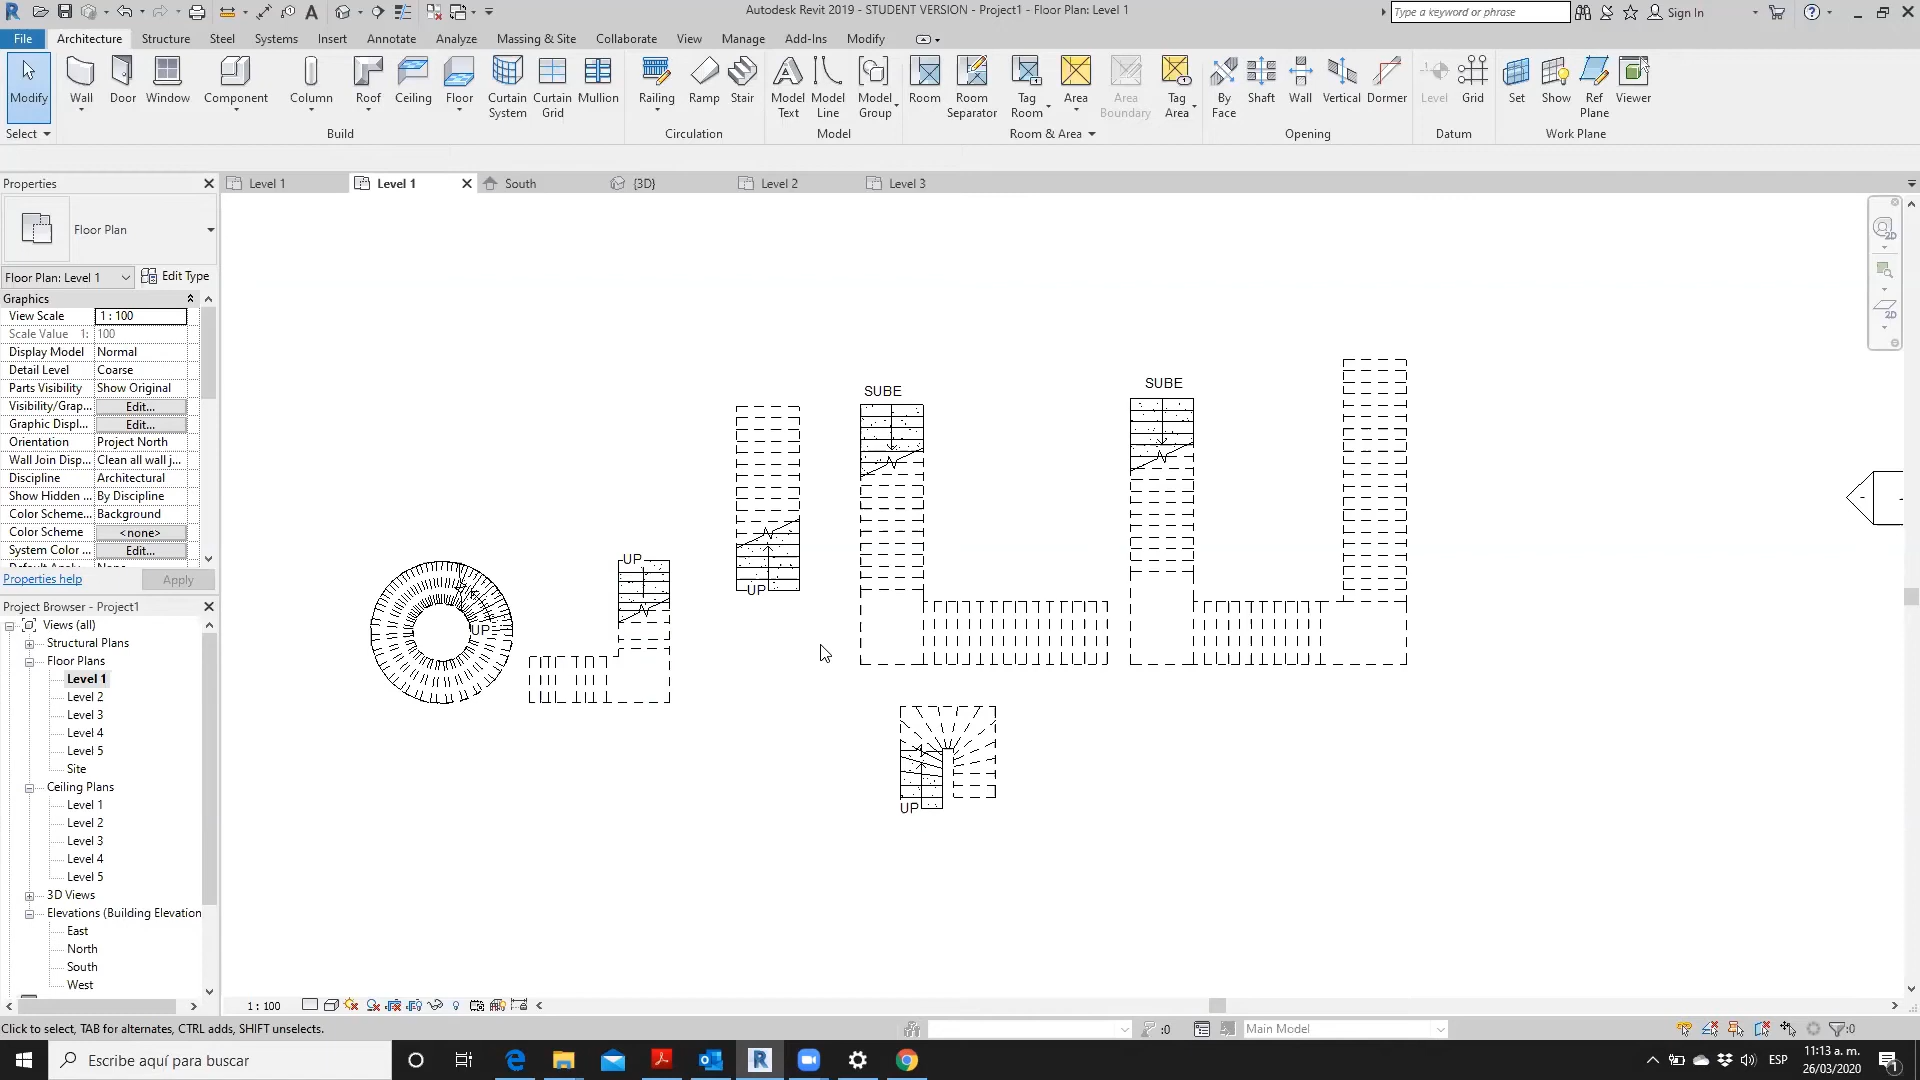 Autodesk Revit 2019 - STUDENT VERSION - Project1 - Floor Plan: Level 1
Type a keyword or phrase
Sign In
File Architecture Structure Steel Systems Insert Annotate Analyze Massing & Site Collaborate View Manage Add-Ins Modify
Modify Wall Door Window Component Column Roof Ceiling Floor Curtain System Curtain Grid Mullion Railing Ramp Stair Model Text Model Line Model Group Room Room Separator Tag Room Area Area Boundary Tag Area By Face Shaft Wall Vertical Dormer Level Grid Set Show Ref Plane Viewer
Select Build Circulation Model Room & Area Opening Datum Work Plane
Properties
Level 1 Level 1 South {3D} Level 2 Level 3
Floor Plan
Floor Plan: Level 1 Edit Type
Graphics
View Scale 1 : 100
Scale Value 1: 100
Display Model Normal
Detail Level Coarse
Parts Visibility Show Original
Visibility/Grap... Edit...
Graphic Displ... Edit...
Orientation Project North
Wall Join Disp... Clean all wall j...
Discipline Architectural
Show Hidden ... By Discipline
Color Scheme... Background
Color Scheme <none>
System Color ... Edit...
Properties help Apply
Project Browser - Project1
Views (all)
Structural Plans
Floor Plans
Level 1
Level 2
Level 3
Level 4
Level 5
Site
Ceiling Plans
Level 1
Level 2
Level 3
Level 4
Level 5
3D Views
Elevations (Building Elevation
East
North
South
West
SUBE
SUBE
UP
UP
UP
UP
2D
2D
1 : 100
Click to select, TAB for alternates, CTRL adds, SHIFT unselects.
:0
Main Model
:0
Escribe aquí para buscar
ESP
11:13 a. m.
26/03/2020
1